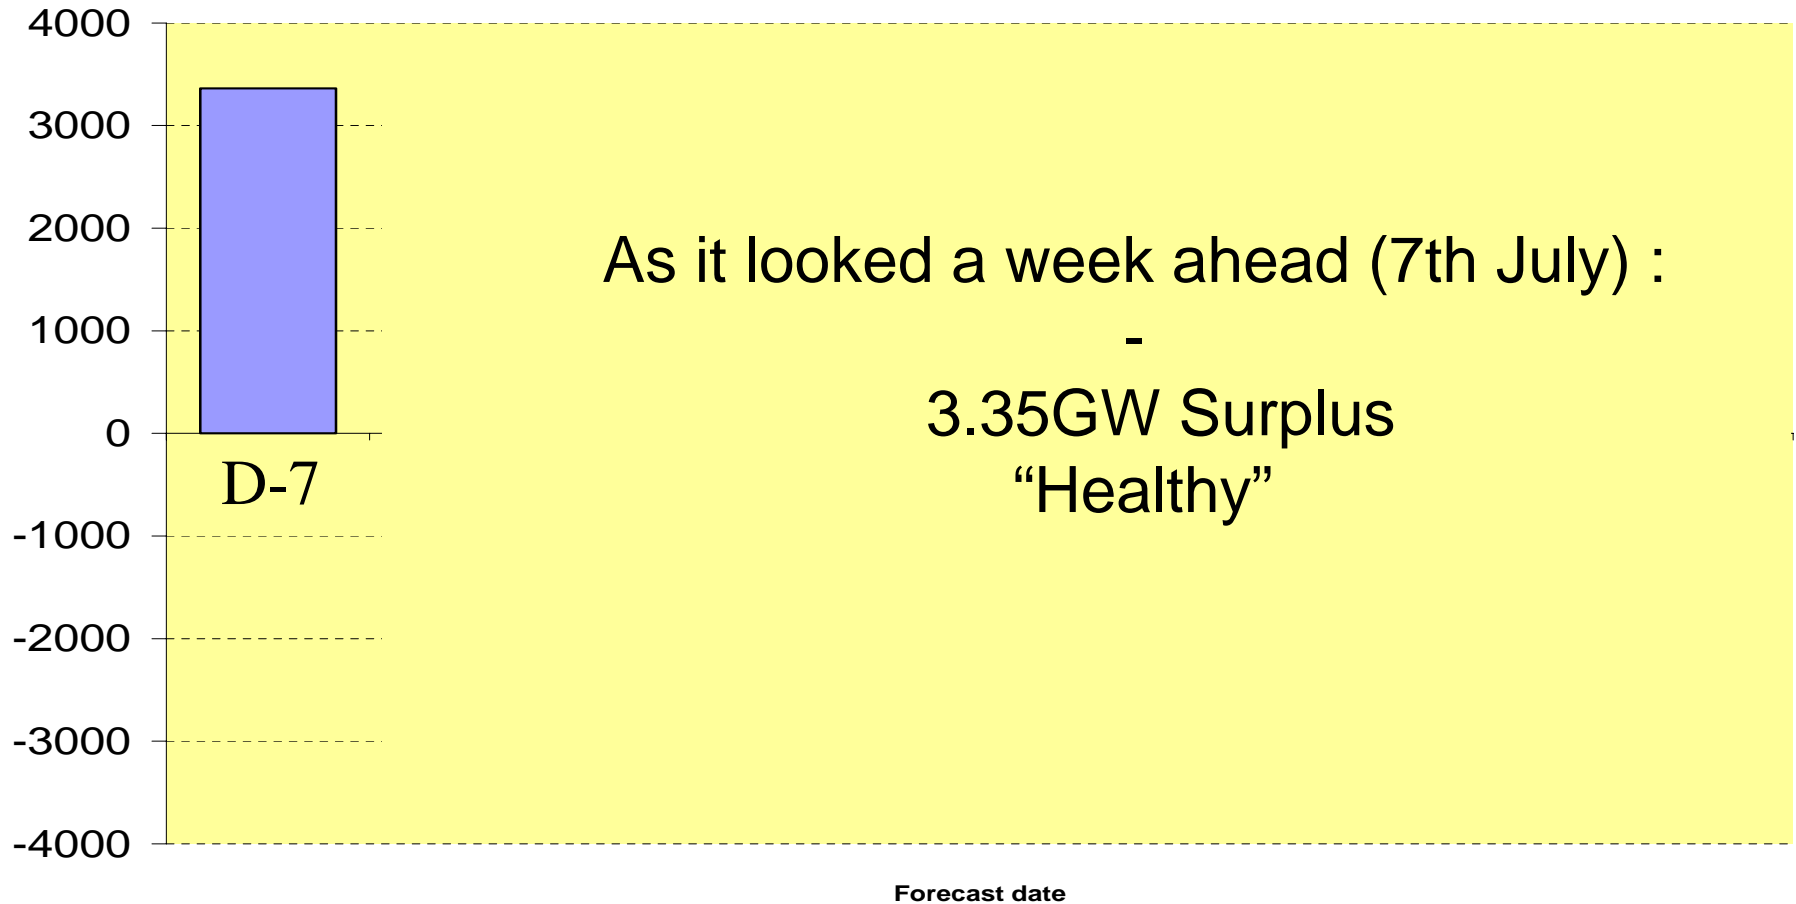 4000
3000
2000
1000
0
-1000
-2000
-3000
-4000
D-7
As it looked a week ahead (7th July) :
-
3.35GW Surplus
“Healthy”
Forecast date